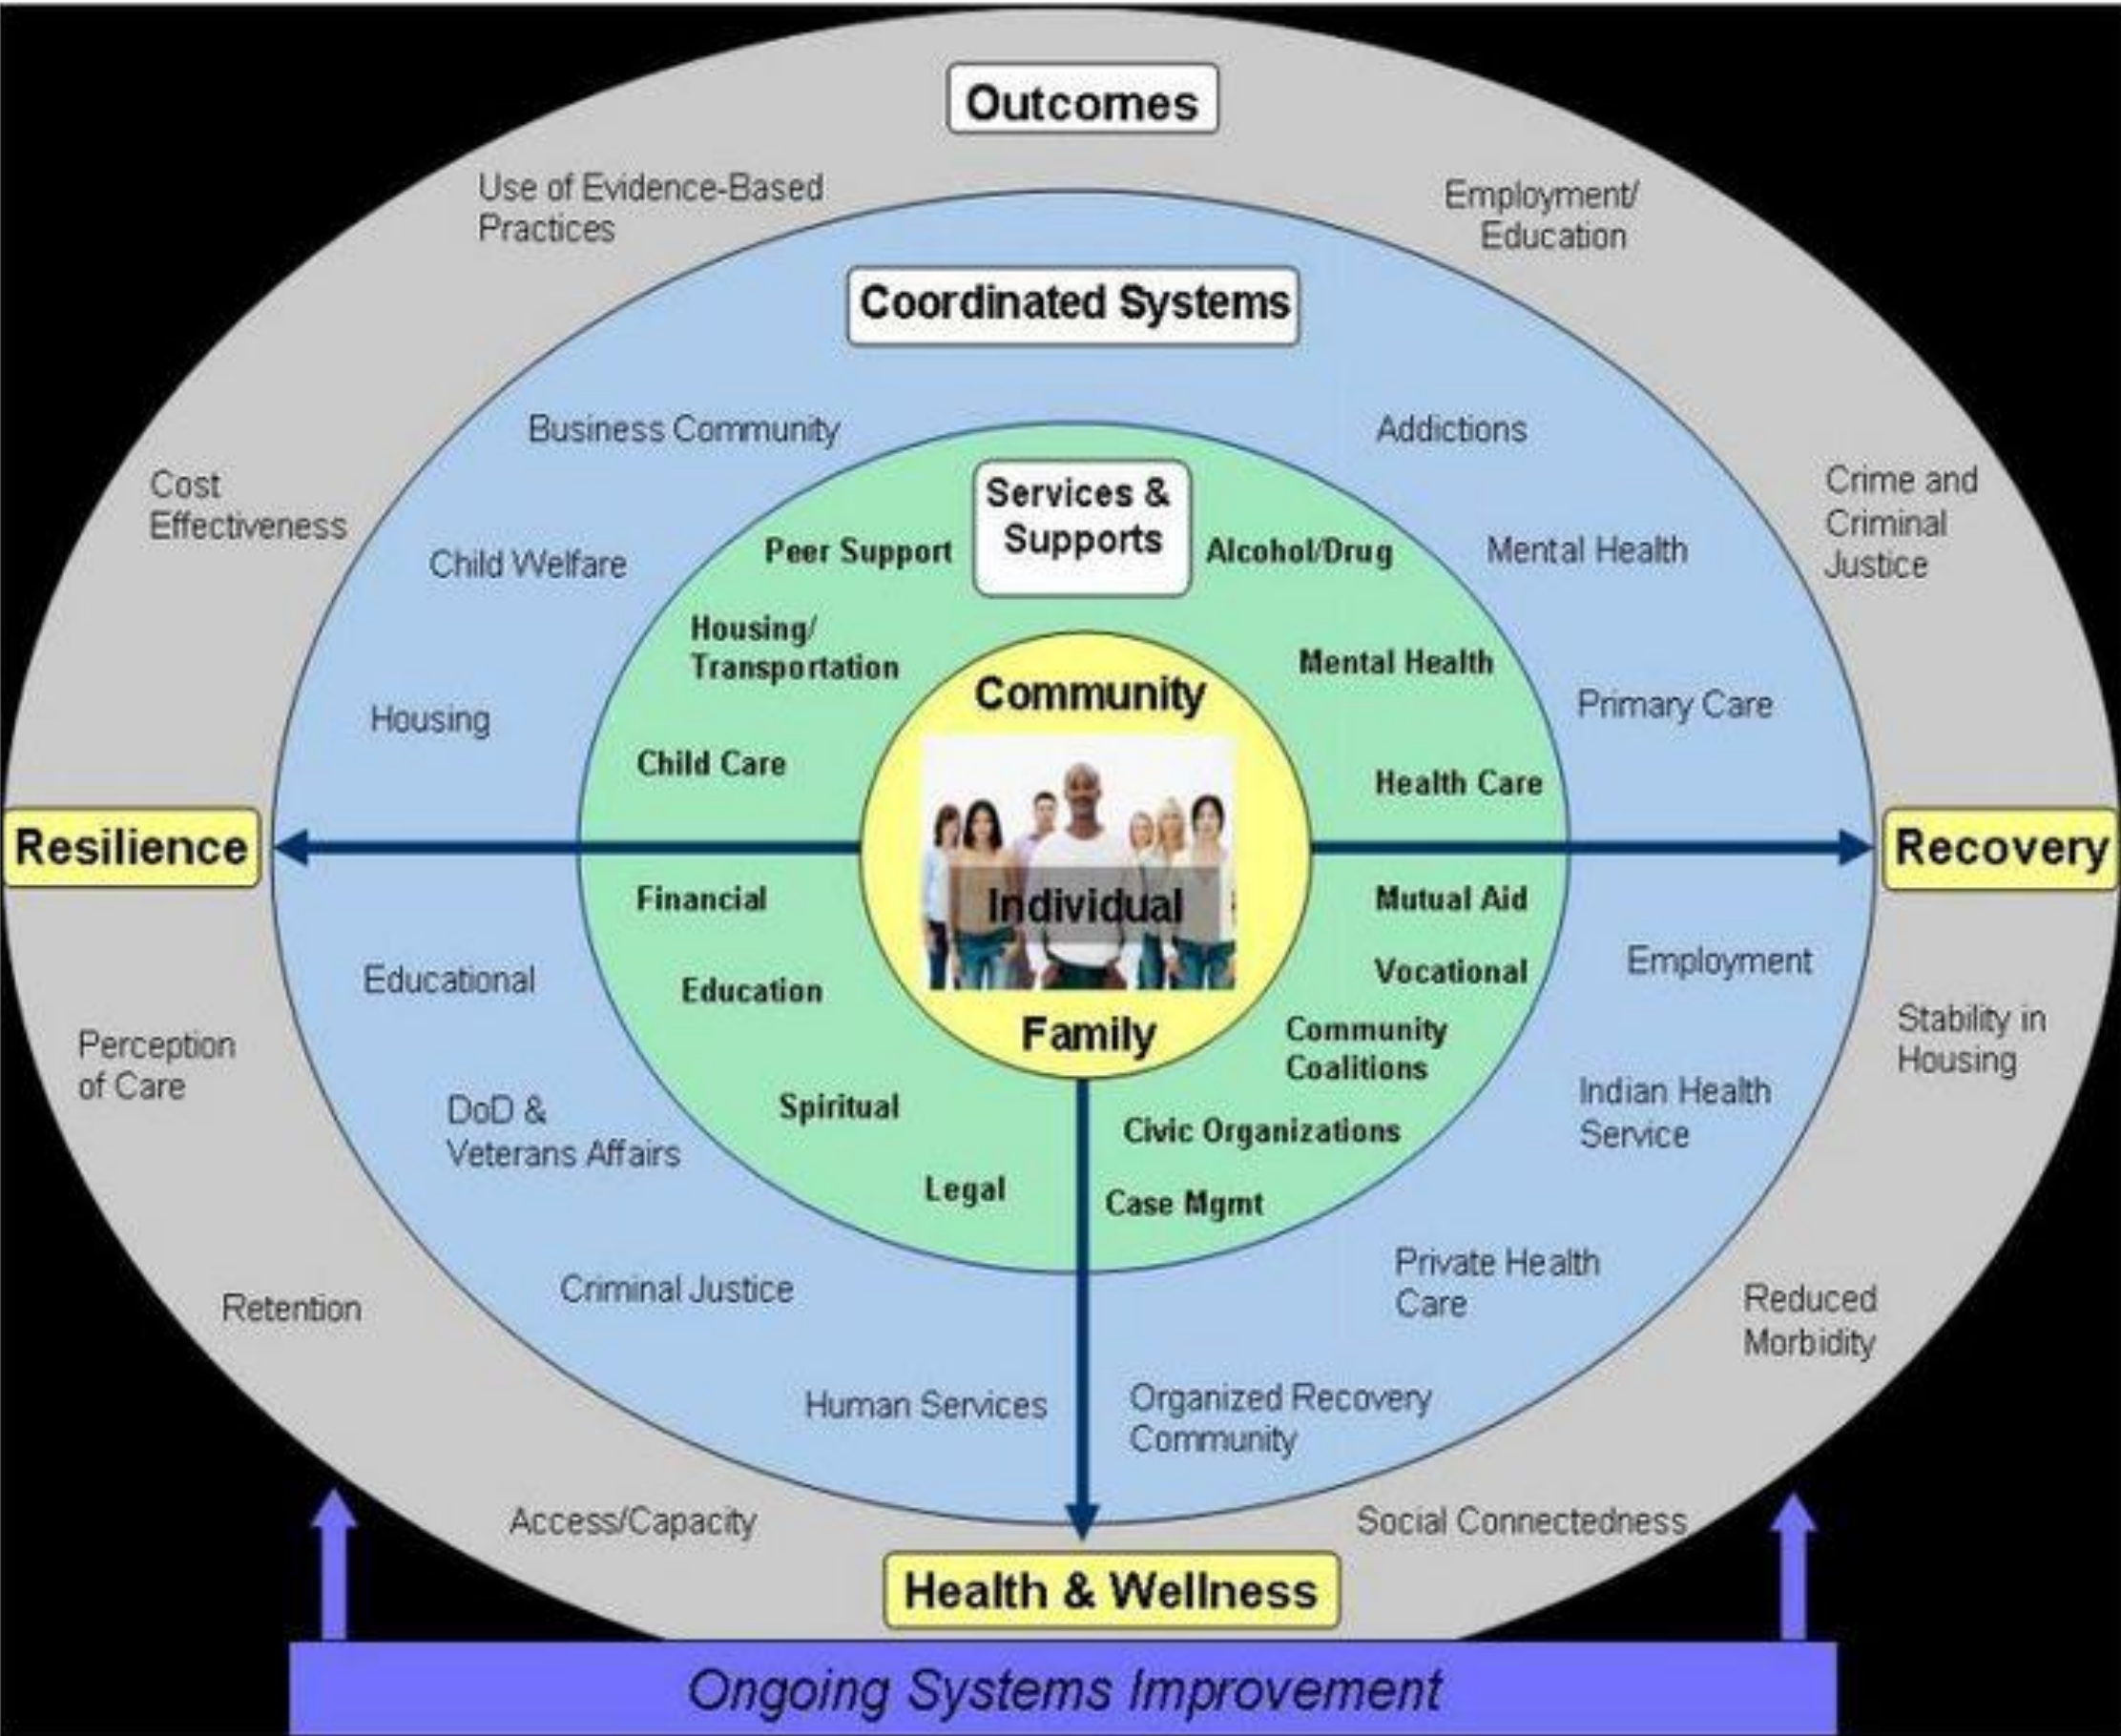 Outcomes
Use of Evidence-Based
Practices
Employment/
Education
Cost
Effectiveness
Crime and
Criminal
Justice
Resilience
Recovery
Perception
of Care
Stability in
Housing
Retention
Reduced
Morbidity
Access/Capacity
Social Connectedness
Health & Wellness
Coordinated Systems
Business Community
Addictions
Child Welfare
Mental Health
Housing
Primary Care
Educational
Employment
DoD &
Veterans Affairs
Indian Health
Service
Criminal Justice
Private Health
Care
Human Services
Organized Recovery
Community
Services &
Supports
Peer Support
Alcohol/Drug
Housing/
Transportation
Mental Health
Child Care
Health Care
Financial
Mutual Aid
Education
Vocational
Community
Coalitions
Spiritual
Civic Organizations
Legal
Case Mgmt
Community
Individual
Family
Ongoing Systems Improvement